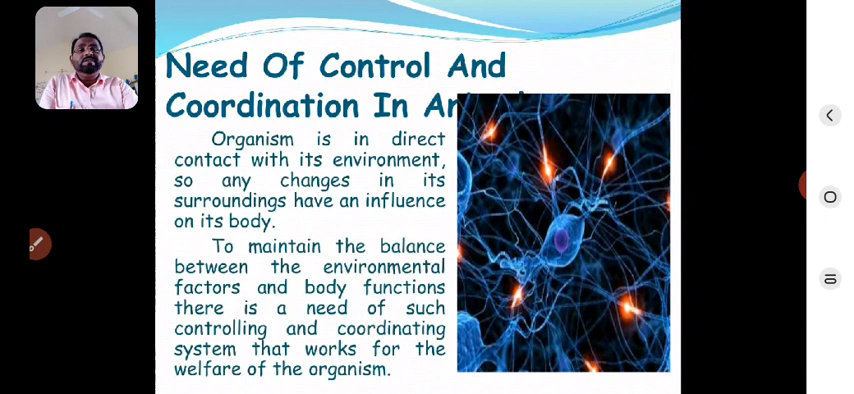 Need Of Control And
Coordination In
Organism is in direct
contact with its environment,
so any changes in its
surroundings have an influence
on its body.
To maintain the balance
between the environmental
factors and body functions
there is a need of such
controlling and coordinating
system that works for the
welfare of the organism.